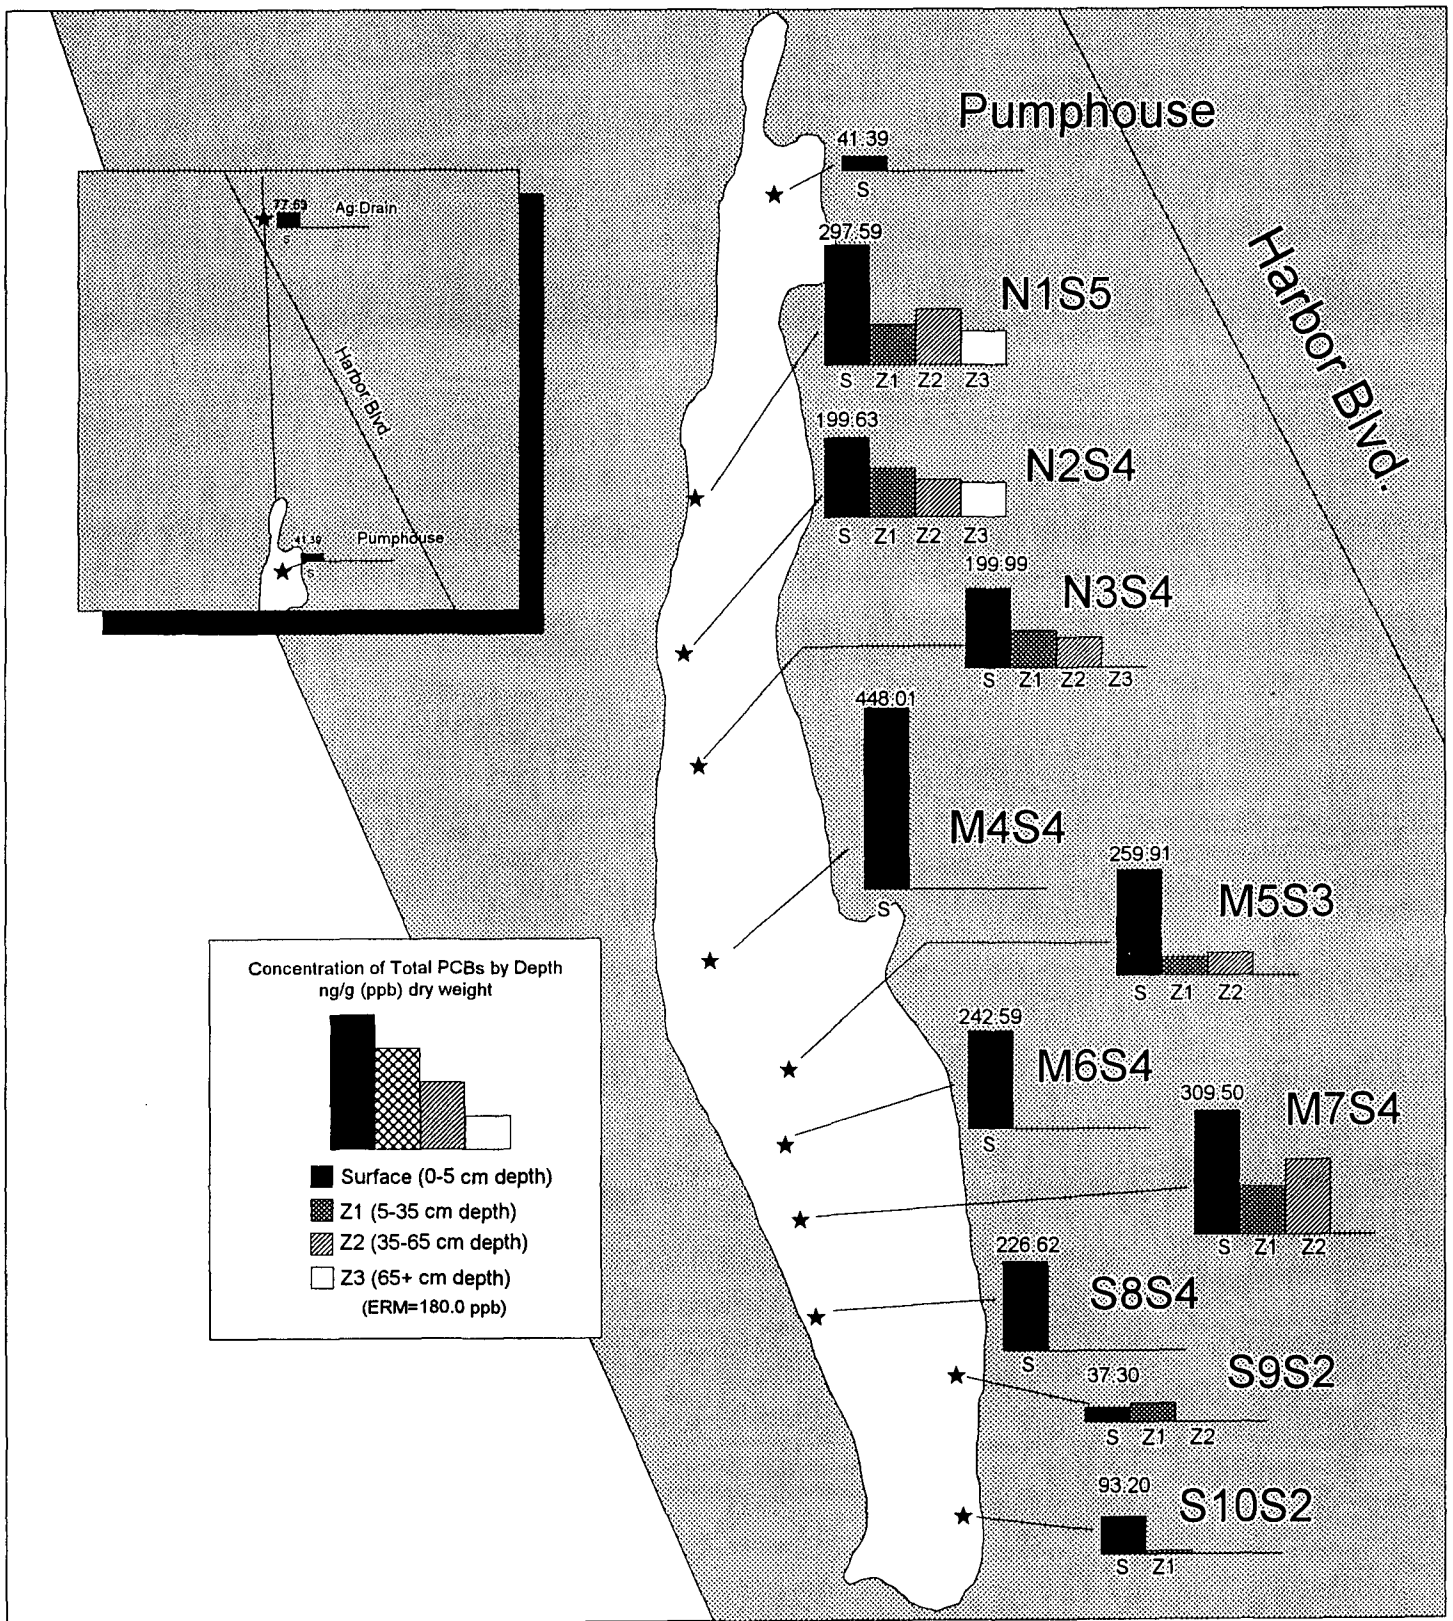 Pumphouse
41.39
S
77.53
Ag.Drain
S
Harbor Blvd.
41.39
Pumphouse
S
Harbor Blvd.
297.59
N1S5
S Z1 Z2 Z3
199.63
N2S4
S Z1 Z2 Z3
199.99
N3S4
S Z1 Z2 Z3
448.01
M4S4
S
259.91
M5S3
S Z1 Z2
242.59
M6S4
S
309.50
M7S4
S Z1 Z2
226.62
S8S4
S
37.30
S9S2
S Z1 Z2
93.20
S10S2
S Z1
Concentration of Total PCBs by Depth
ng/g (ppb) dry weight
Surface (0-5 cm depth)
Z1 (5-35 cm depth)
Z2 (35-65 cm depth)
Z3 (65+ cm depth)
(ERM=180.0 ppb)